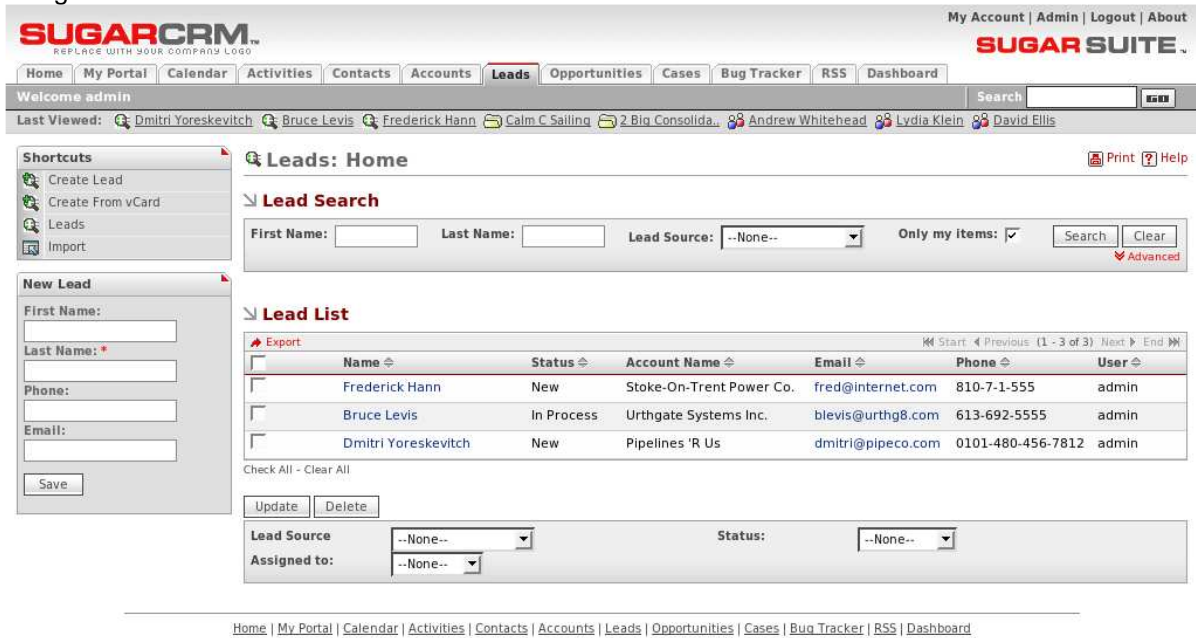 My Account | Admin | Logout | About
SUGARCRM™
REPLACE WITH YOUR COMPANY LOGO
SUGAR SUITE
Home My Portal Calendar Activities Contacts Accounts Leads Opportunities Cases Bug Tracker RSS Dashboard
Welcome admin Search GO
Last Viewed: Dmitri Yoreskevitch Bruce Levis Frederick Hann Calm C Sailing 2 Big Consolida.. Andrew Whitehead Lydia Klein David Ellis
Shortcuts
Create Lead
Create From vCard
Leads
Import
New Lead
First Name:
Last Name: *
Phone:
Email:
Save
Leads: Home Print ? Help
Lead Search
First Name: Last Name: Lead Source: --None-- Only my items: Search Clear
Advanced
Lead List
Export Start Previous (1 - 3 of 3) Next End
Name Status Account Name Email Phone User
Frederick Hann New Stoke-On-Trent Power Co. fred@internet.com 810-7-1-555 admin
Bruce Levis In Process Urthgate Systems Inc. blevis@urthg8.com 613-692-5555 admin
Dmitri Yoreskevitch New Pipelines 'R Us dmitri@pipeco.com 0101-480-456-7812 admin
Check All - Clear All
Update Delete
Lead Source --None-- Status: --None--
Assigned to: --None--
Home | My Portal | Calendar | Activities | Contacts | Accounts | Leads | Opportunities | Cases | Bug Tracker | RSS | Dashboard